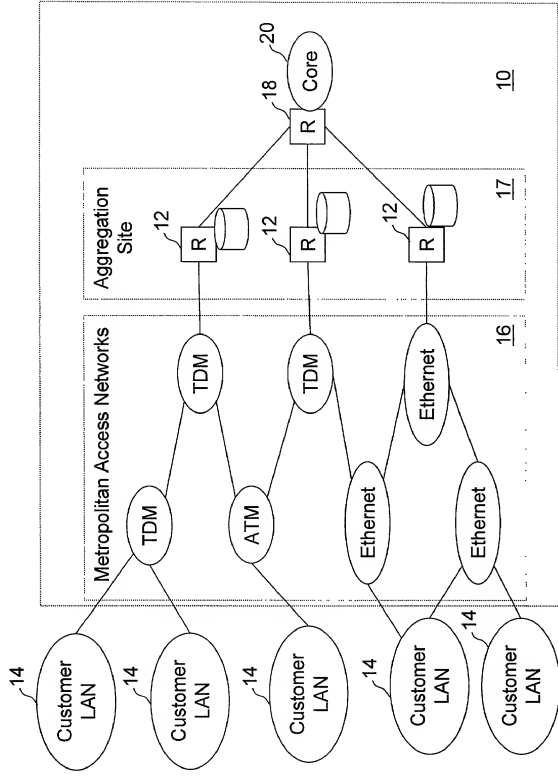 Customer
LAN
14
Customer
LAN
14
Customer
LAN
14
Customer
LAN
14
Customer
LAN
14
Metropolitan Access Networks
TDM
ATM
Ethernet
Ethernet
TDM
TDM
Ethernet
16
Aggregation
Site
12
R
12
R
12
R
17
18
R
20
Core
10